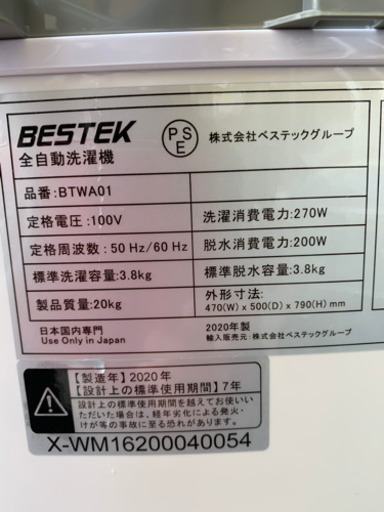 BESTEK
全自動洗濯機
PSE
株式会社ベステックグループ
品番:BTWA01
定格電圧:100V
洗濯消費電力:270W
定格周波数:50 Hz/60 Hz
脱水消費電力:200W
標準洗濯容量:3.8kg
標準脱水容量:3.8kg
製品質量:20kg
外形寸法:
470(W) x 500(D) x 790(H) mm
日本国内専門
Use Only in Japan
2020年製
輸入販売元:株式会社ベステックグループ
【製造年】2020年
【設計上の標準使用期間】7年
設計上の標準使用期間を越えてお使いい
ただいた場合は、経年劣化による発火・
けが等の事故に至る恐れがあります。
X-WM16200040054